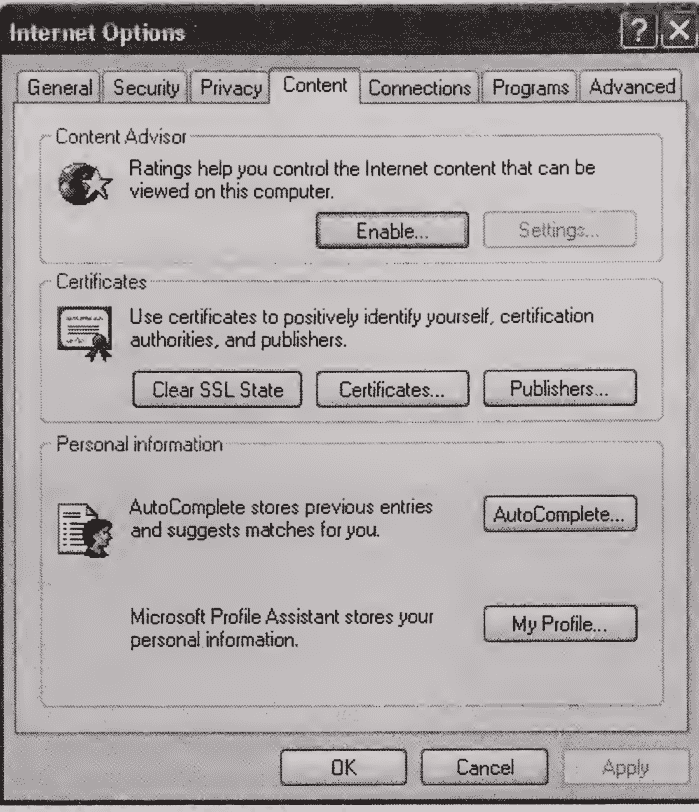 Internet Options
General Security Privacy Content Connections Programs Advanced
Content Advisor
Ratings help you control the Internet content that can be
viewed on this computer.
Enable... Settings...
Certificates
Use certificates to positively identify yourself, certification
authorities, and publishers.
Clear SSL State Certificates... Publishers...
Personal information
AutoComplete stores previous entries
and suggests matches for you.
AutoComplete...
Microsoft Profile Assistant stores your
personal information.
My Profile...
OK Cancel Apply